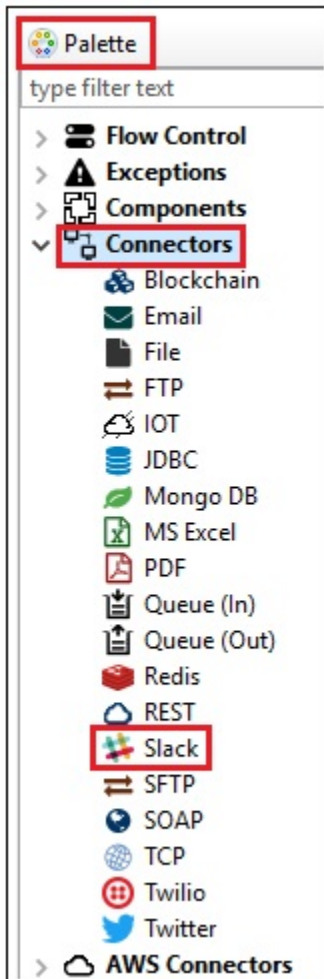 Palette
type filter text
Flow Control
Exceptions
Components
Connectors
Blockchain
Email
File
FTP
IOT
JDBC
Mongo DB
MS Excel
PDF
Queue (In)
Queue (Out)
Redis
REST
Slack
SFTP
SOAP
TCP
Twilio
Twitter
AWS Connectors